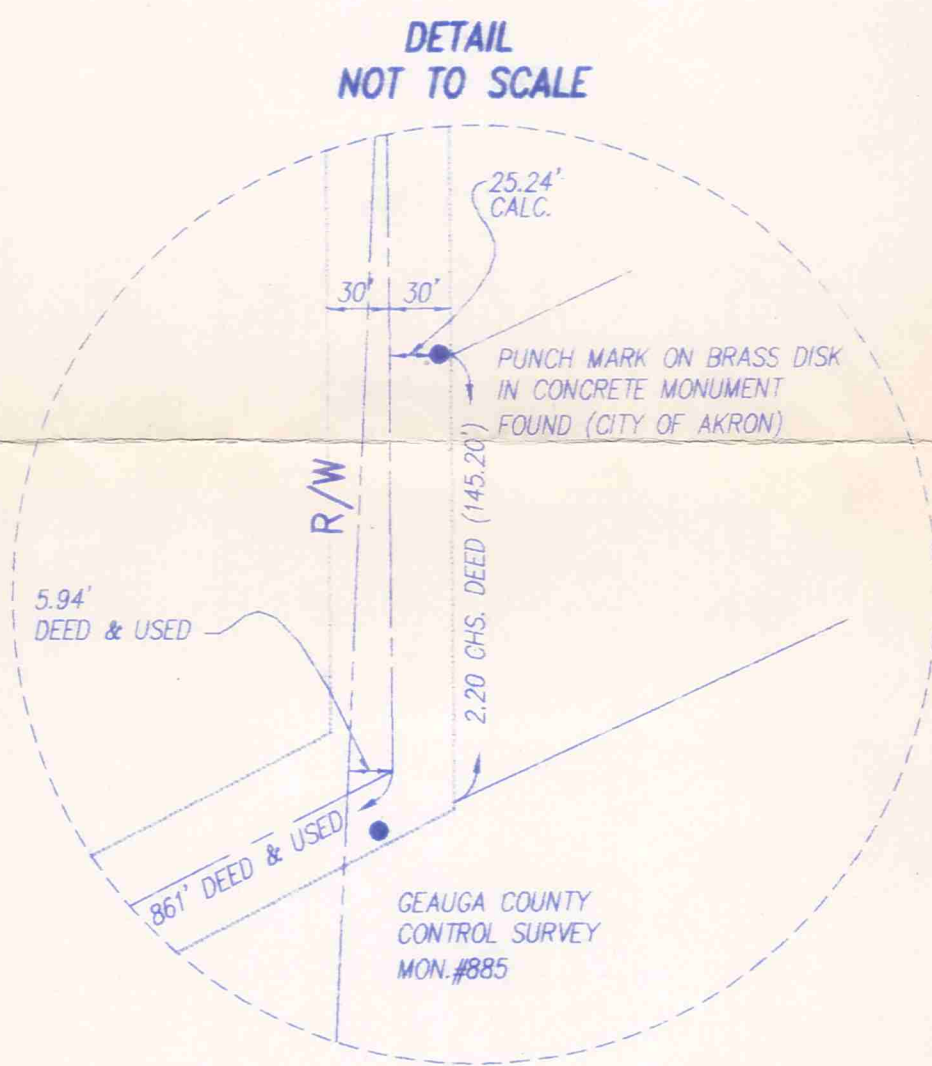 DETAIL
NOT TO SCALE
25.24'
CALC.
30' 30'
PUNCH MARK ON BRASS DISK
IN CONCRETE MONUMENT
FOUND (CITY OF AKRON)
R/W
2.20 CHS. DEED (145.20')
5.94'
DEED & USED
861' DEED & USED
GEAUGA COUNTY
CONTROL SURVEY
MON.#885